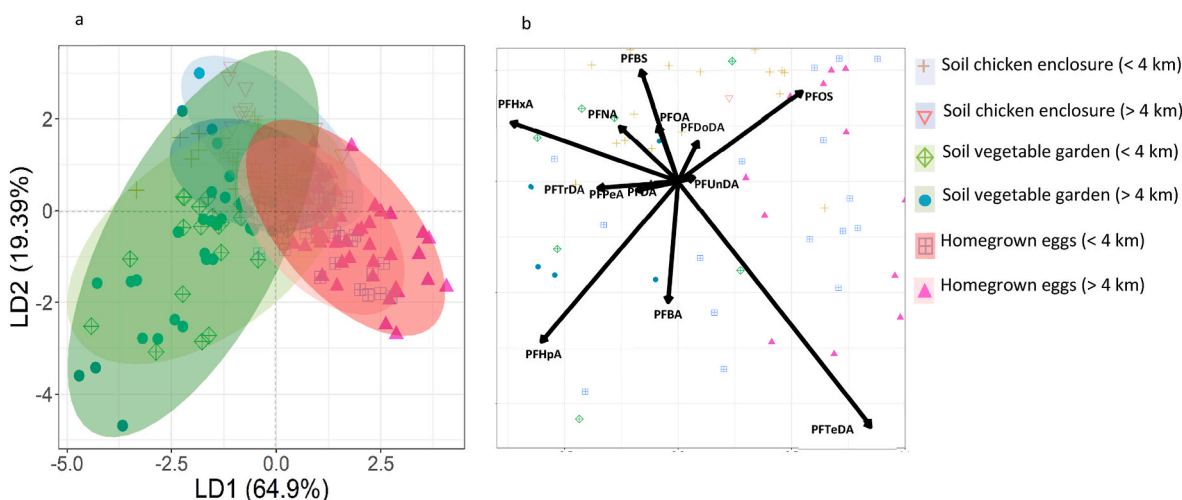 a
b
LD2 (19.39%)
2
0
-2
-4
-5.0
-2.5
0.0
2.5
LD1 (64.9%)
PFBS
PFHxA
PFOS
PFNA
PFOA
PFDoDA
PFTrDA
PFUnDA
PFPeA
PFBA
PFHpA
PFTeDA
Soil chicken enclosure (< 4 km)
Soil chicken enclosure (> 4 km)
Soil vegetable garden (< 4 km)
Soil vegetable garden (> 4 km)
Homegrown eggs (< 4 km)
Homegrown eggs (> 4 km)